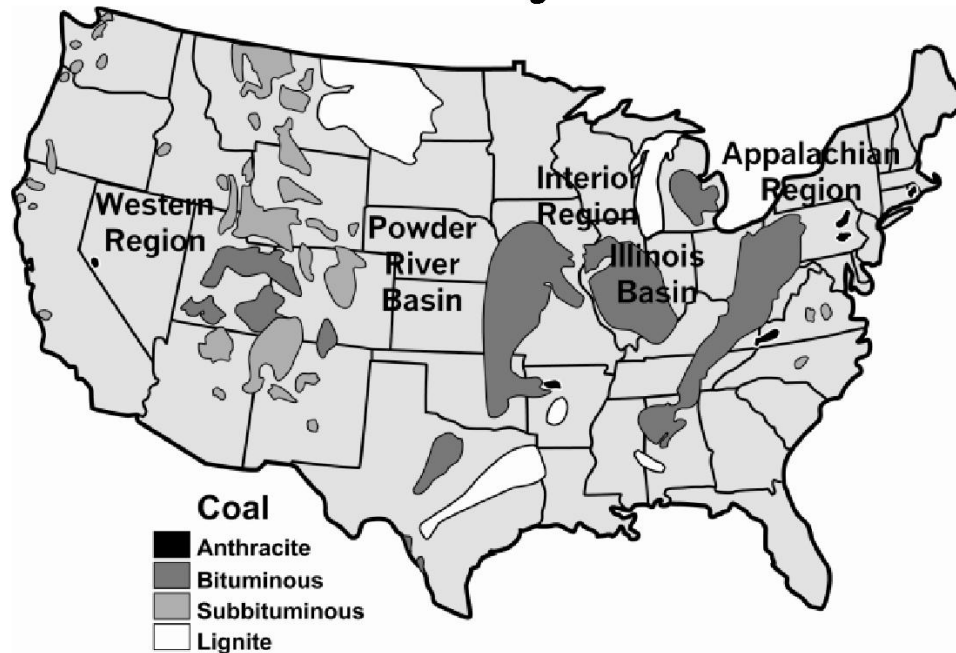 Western
Region
Powder
River
Basin
Interior
Region
Illinois
Basin
Appalachian
Region
Coal
Anthracite
Bituminous
Subbituminous
Lignite